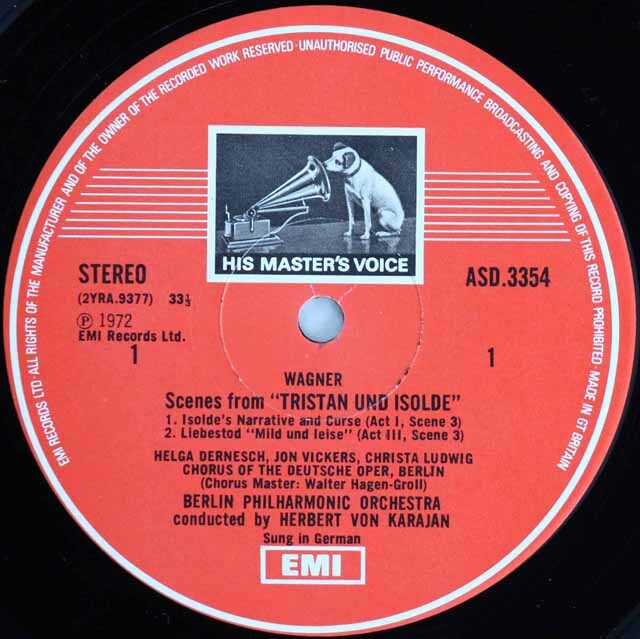 EMI RECORDS LTD · ALL RIGHTS OF THE MANUFACTURER AND OF THE OWNER OF THE RECORDED WORK RESERVED · UNAUTHORISED PUBLIC PERFORMANCE BROADCASTING AND COPYING OF THIS RECORD PROHIBITED · MADE IN GT BRITAIN
HIS MASTER'S VOICE
STEREO
ASD.3354
(2YRA.9377) 33⅓
Ⓟ 1972
EMI Records Ltd.
1
1
WAGNER
Scenes from "TRISTAN UND ISOLDE"
1. Isolde's Narrative and Curse (Act I, Scene 3)
2. Liebestod "Mild und leise" (Act III, Scene 3)
HELGA DERNESCH, JON VICKERS, CHRISTA LUDWIG
CHORUS OF THE DEUTSCHE OPER, BERLIN
(Chorus Master: Walter Hagen-Groll)
BERLIN PHILHARMONIC ORCHESTRA
conducted by HERBERT VON KARAJAN
Sung in German
EMI